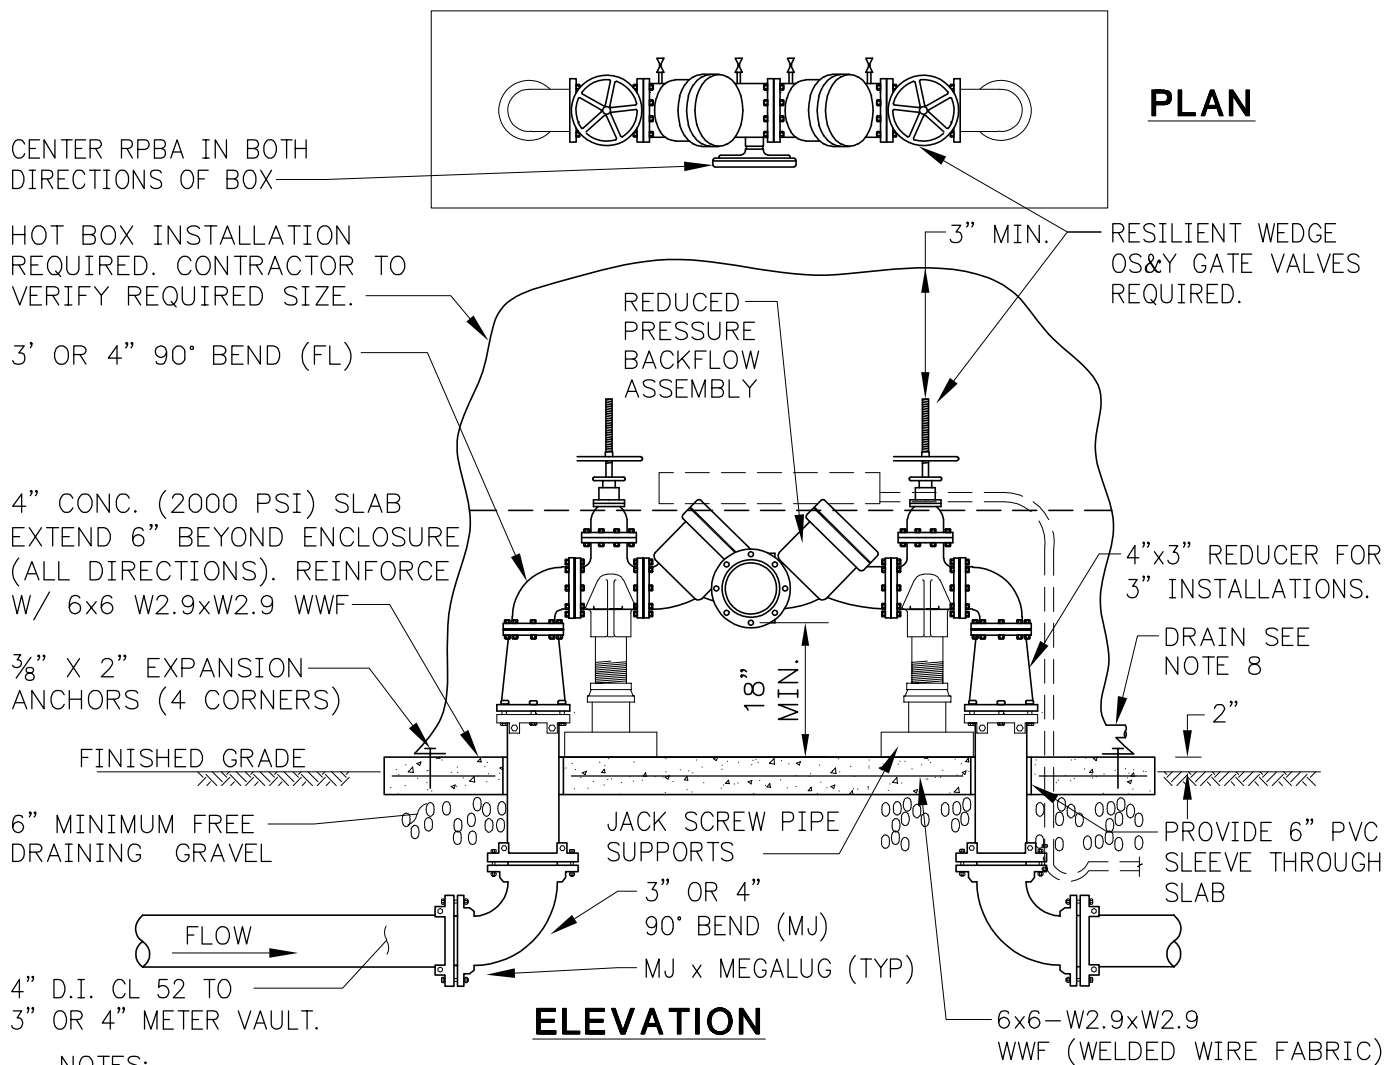 PLAN
CENTER RPBA IN BOTH
DIRECTIONS OF BOX
HOT BOX INSTALLATION
REQUIRED. CONTRACTOR TO
VERIFY REQUIRED SIZE.
3" MIN.
RESILIENT WEDGE
OS&Y GATE VALVES
REQUIRED.
REDUCED
PRESSURE
BACKFLOW
ASSEMBLY
3' OR 4" 90° BEND (FL)
4" CONC. (2000 PSI) SLAB
EXTEND 6" BEYOND ENCLOSURE
(ALL DIRECTIONS). REINFORCE
W/ 6x6 W2.9xW2.9 WWF
4"x3" REDUCER FOR
3" INSTALLATIONS.
DRAIN SEE
NOTE 8
⅜" X 2" EXPANSION
ANCHORS (4 CORNERS)
18"
MIN.
2"
FINISHED GRADE
6" MINIMUM FREE
DRAINING GRAVEL
JACK SCREW PIPE
SUPPORTS
PROVIDE 6" PVC
SLEEVE THROUGH
SLAB
3" OR 4"
90° BEND (MJ)
FLOW
MJ x MEGALUG (TYP)
4" D.I. CL 52 TO
3" OR 4" METER VAULT.
ELEVATION
6x6-W2.9xW2.9
WWF (WELDED WIRE FABRIC)
NOTES: